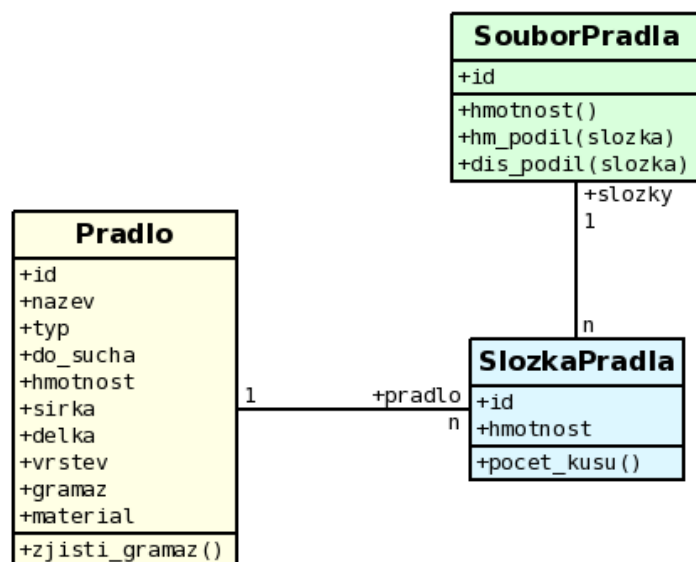 SouborPradla
+id
+hmotnost()
+hm_podil(slozka)
+dis_podil(slozka)
+slozky
1
n
Pradlo
+id
+nazev
+typ
+do_sucha
+hmotnost
+sirka
+delka
+vrstev
+gramaz
+material
+zjisti_gramaz()
1
+pradlo
n
SlozkaPradla
+id
+hmotnost
+pocet_kusu()